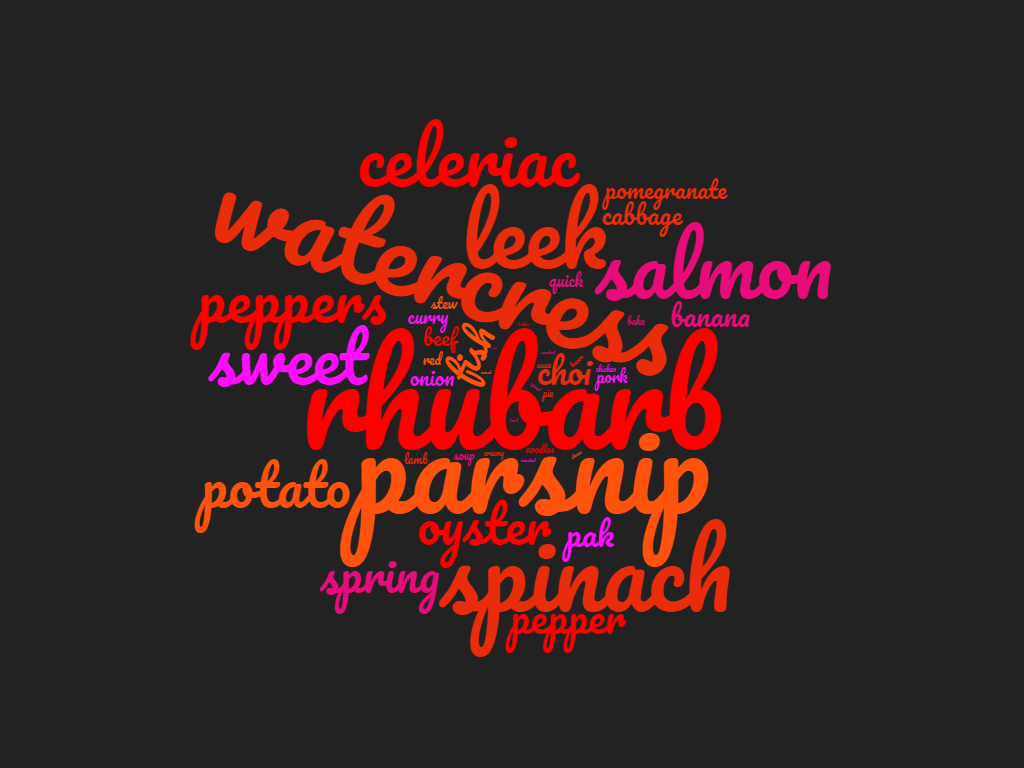 celeriac
pomegranate
cabbage
watercress
leek
salmon
quick
peppers
stew
curry
banana
bake
beef
fish
sweet
red
choi
chicken
onion
pork
pie
rhubarb
parsnip
noodles
lamb
soup
creamy
potato
oyster
pak
spring
spinach
pepper